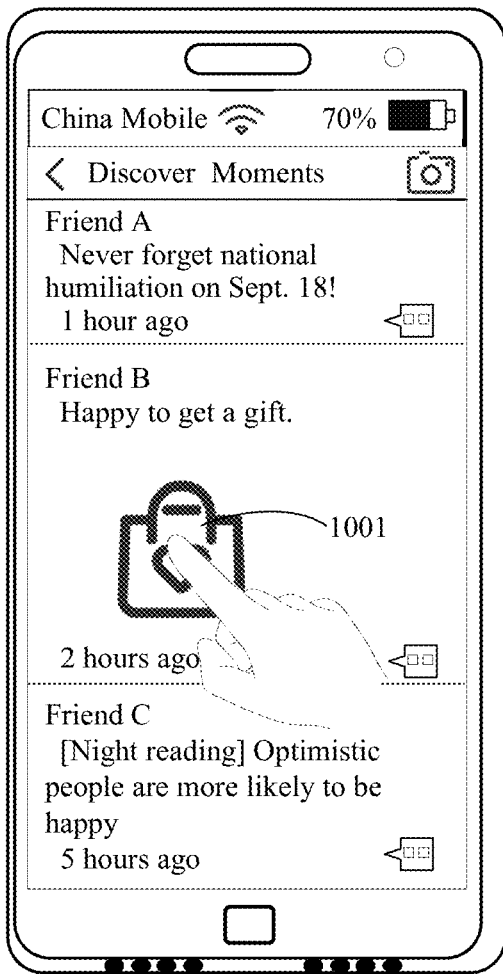 China Mobile 70%
Discover Moments
Friend A
Never forget national
humiliation on Sept. 18!
1 hour ago
Friend B
Happy to get a gift.
1001
2 hours ago
Friend C
[Night reading] Optimistic
people are more likely to be
happy
5 hours ago